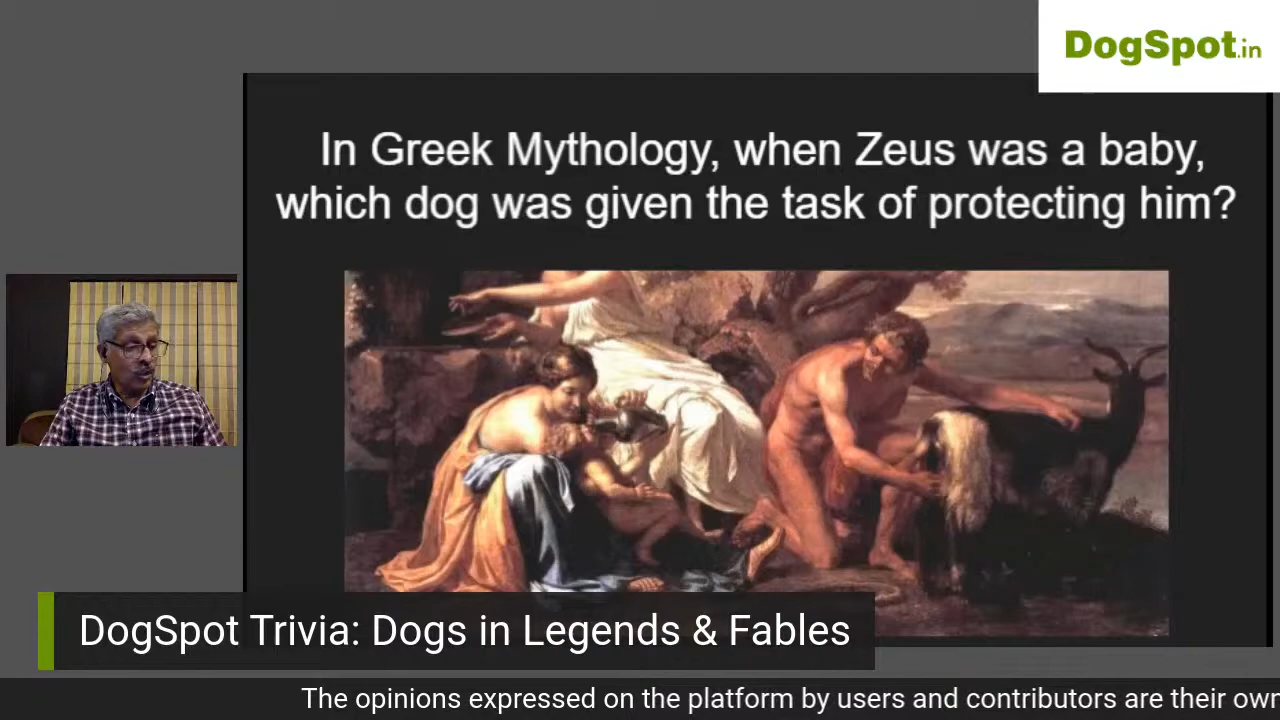 DogSpot.in
In Greek Mythology, when Zeus was a baby,
which dog was given the task of protecting him?
DogSpot Trivia: Dogs in Legends & Fables
The opinions expressed on the platform by users and contributors are their own